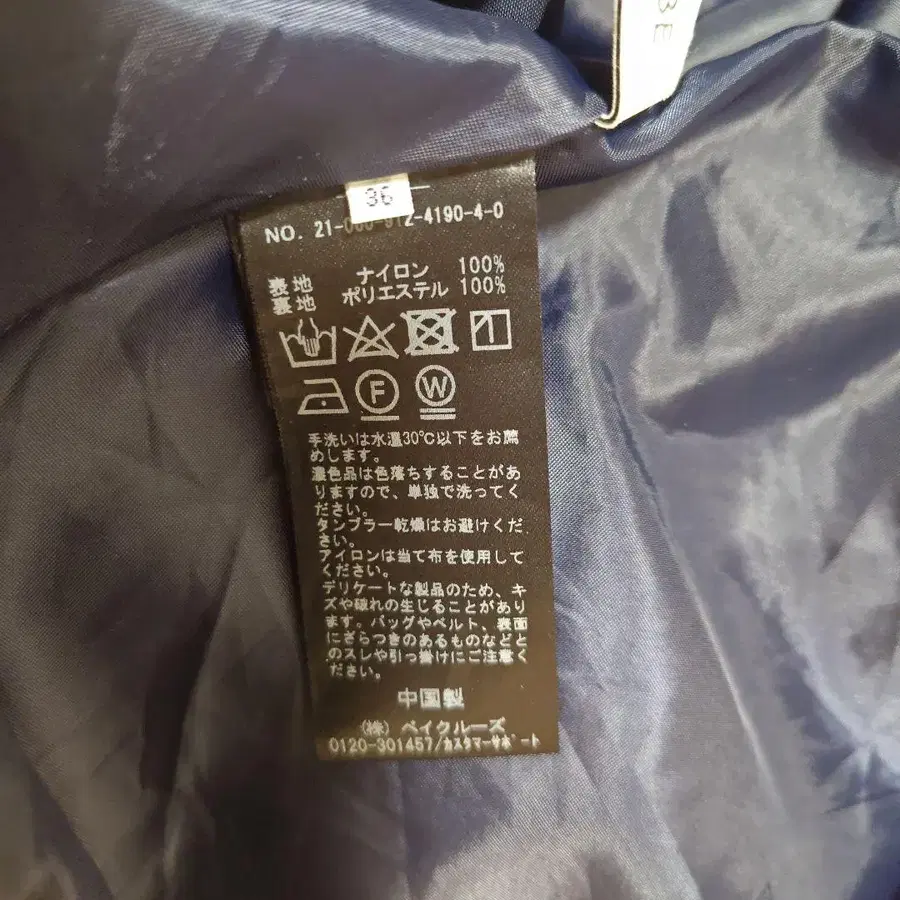 BE
36
NO. 21-060-912-4190-4-0
表地 ナイロン 100%
裏地 ポリエステル 100%
F W
手洗いは水温30℃以下をお薦
めします。
濃色品は色落ちすることがあ
りますので、単独で洗ってく
ださい。
タンブラー乾燥はお避けくだ
さい。
アイロンは当て布を使用して
ください。
デリケートな製品のため、キ
ズや破れの生じることがあり
ます。バッグやベルト、表面
にざらつきのあるものなどと
のスレや引っ掛けにご注意く
ださい。
中国製
(株) ベイクルーズ
0120-301457/カスタマーサポート